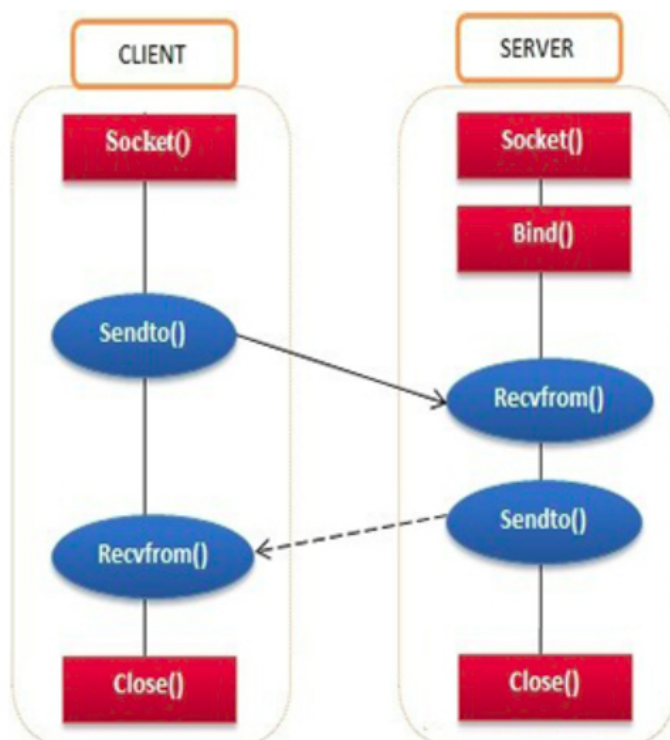 CLIENT
Socket()
Sendto()
Recvfrom()
Close()
SERVER
Socket()
Bind()
Recvfrom()
Sendto()
Close()